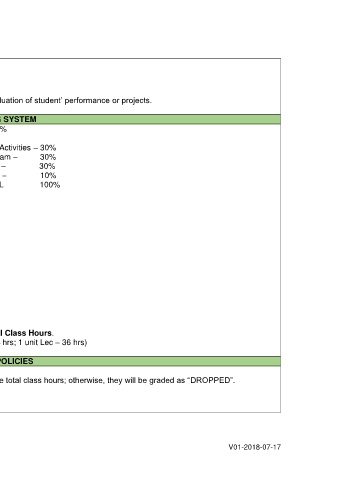 luation of student' performance or projects.
SYSTEM
%
Activities – 30%
am – 30%
– 30%
– 10%
L 100%
l Class Hours.
hrs; 1 unit Lec – 36 hrs)
POLICIES
e total class hours; otherwise, they will be graded as “DROPPED”.
V01-2018-07-17